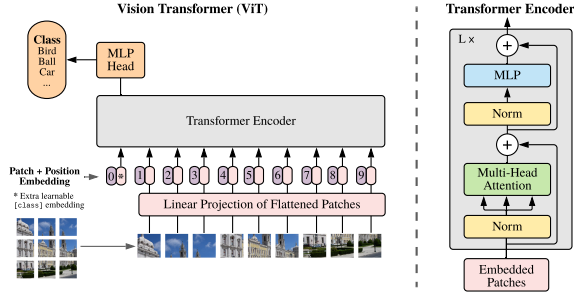 Vision Transformer (ViT)
Class
Bird
Ball
Car
...
MLP
Head
Transformer Encoder
Patch + Position
Embedding
* Extra learnable
[class] embedding
0 * 1 2 3 4 5 6 7 8 9
Linear Projection of Flattened Patches
Transformer Encoder
L ×
+
MLP
Norm
+
Multi-Head
Attention
Norm
Embedded
Patches